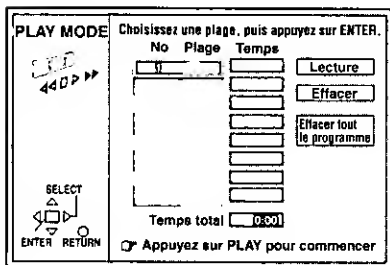 PLAY MODE
Choisissez une plage, puis appuyez sur ENTER.
No Plage Temps
Lecture
Effacer
Effacer tout
le programme
SELECT
ENTER RETURN
Temps total 0:00
☞ Appuyez sur PLAY pour commencer